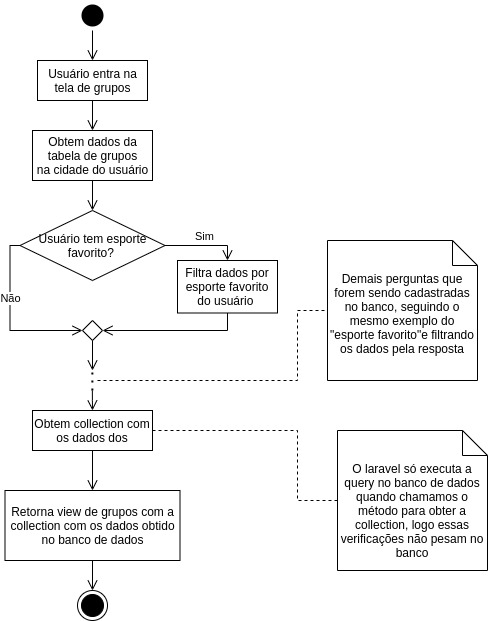 Usuário entra na
tela de grupos
Obtem dados da
tabela de grupos
na cidade do usuário
Usuário tem esporte
favorito?
Sim
Não
Filtra dados por
esporte favorito
do usuário
Demais perguntas que
forem sendo cadastradas
no banco, seguindo o
mesmo exemplo do
"esporte favorito"e filtrando
os dados pela resposta
Obtem collection com
os dados dos
O laravel só executa a
query no banco de dados
quando chamamos o
método para obter a
collection, logo essas
verificações não pesam no
banco
Retorna view de grupos com a
collection com os dados obtido
no banco de dados